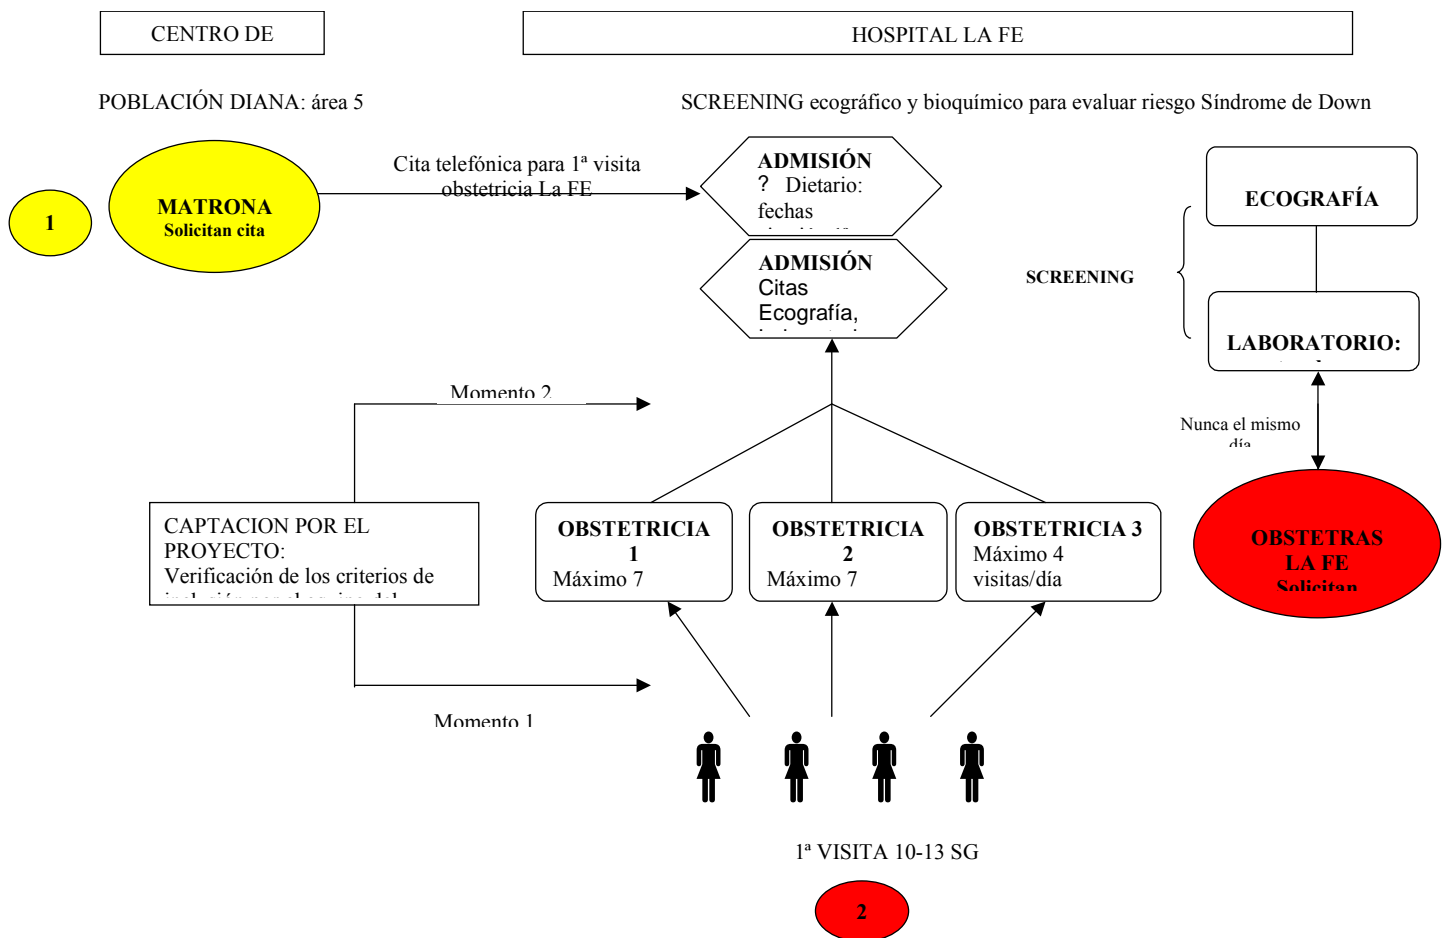 CENTRO DE
HOSPITAL LA FE
POBLACIÓN DIANA: área 5
SCREENING ecográfico y bioquímico para evaluar riesgo Síndrome de Down
1
MATRONA
Solicitan cita
Cita telefónica para 1ª visita
obstetricia La FE
ADMISIÓN
? Dietario:
fechas
ADMISIÓN
Citas
Ecografía,
SCREENING
ECOGRAFÍA
LABORATORIO:
Nunca el mismo
día
OBSTETRAS
LA FE
Solicitan
Momento 2
CAPTACION POR EL
PROYECTO:
Verificación de los criterios de
Momento 1
OBSTETRICIA
1
Máximo 7
OBSTETRICIA
2
Máximo 7
OBSTETRICIA 3
Máximo 4
visitas/día
1ª VISITA 10-13 SG
2